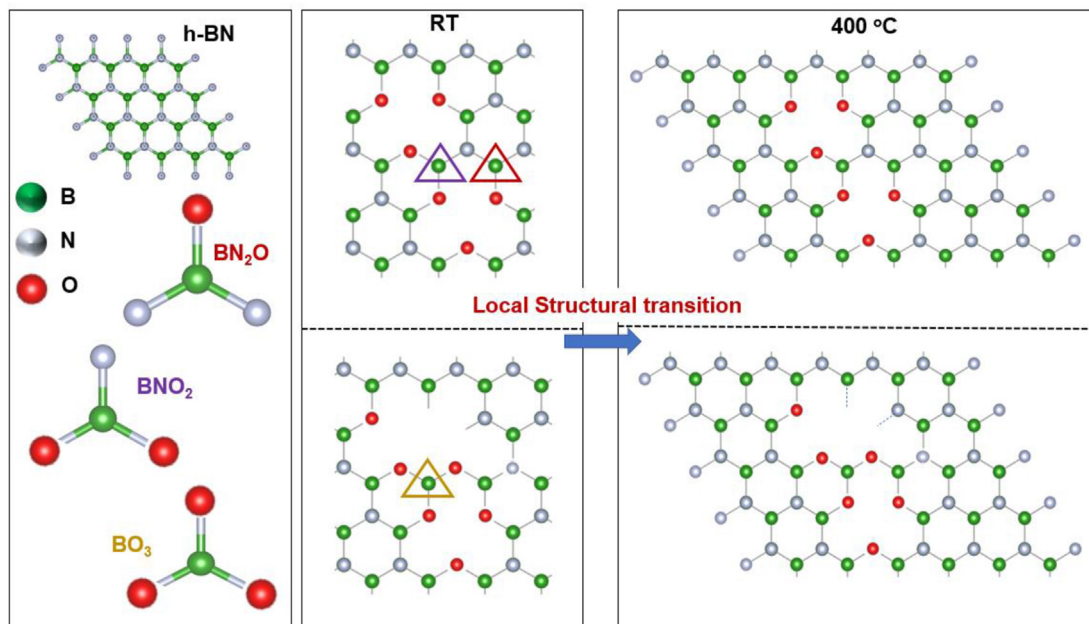 h-BN
B
N
O
BN₂O
BNO₂
BO₃
RT
400 °C
Local Structural transition